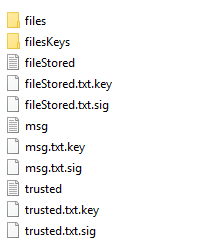 files
filesKeys
fileStored
fileStored.txt.key
fileStored.txt.sig
msg
msg.txt.key
msg.txt.sig
trusted
trusted.txt.key
trusted.txt.sig